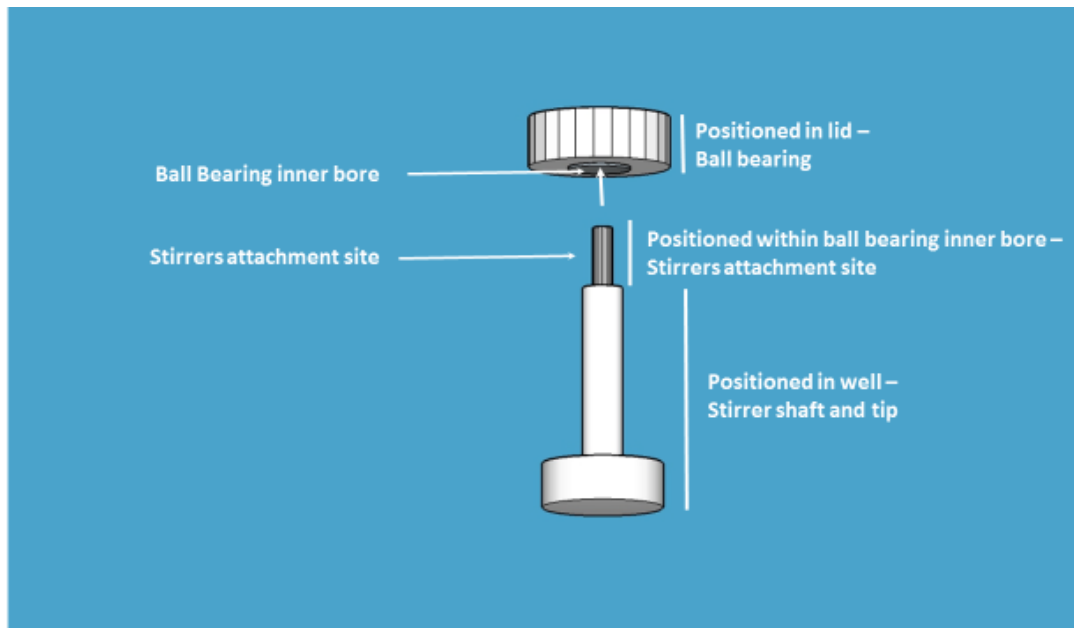 Positioned in lid –
Ball bearing
Ball Bearing inner bore
Positioned within ball bearing inner bore –
Stirrers attachment site
Stirrers attachment site
Positioned in well –
Stirrer shaft and tip